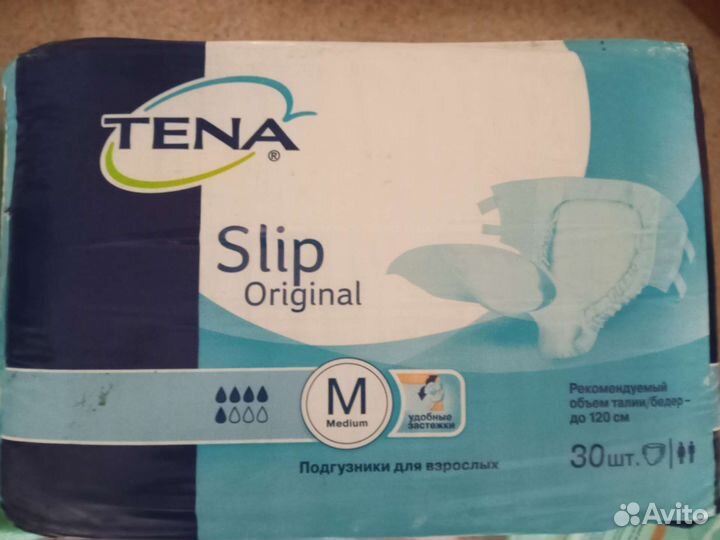 TENA®
Slip
Original
M
Medium
удобные
застежки
Рекомендуемый
объем талии/бедер-
до 120 см
Подгузники для взрослых
30шт.
Avito